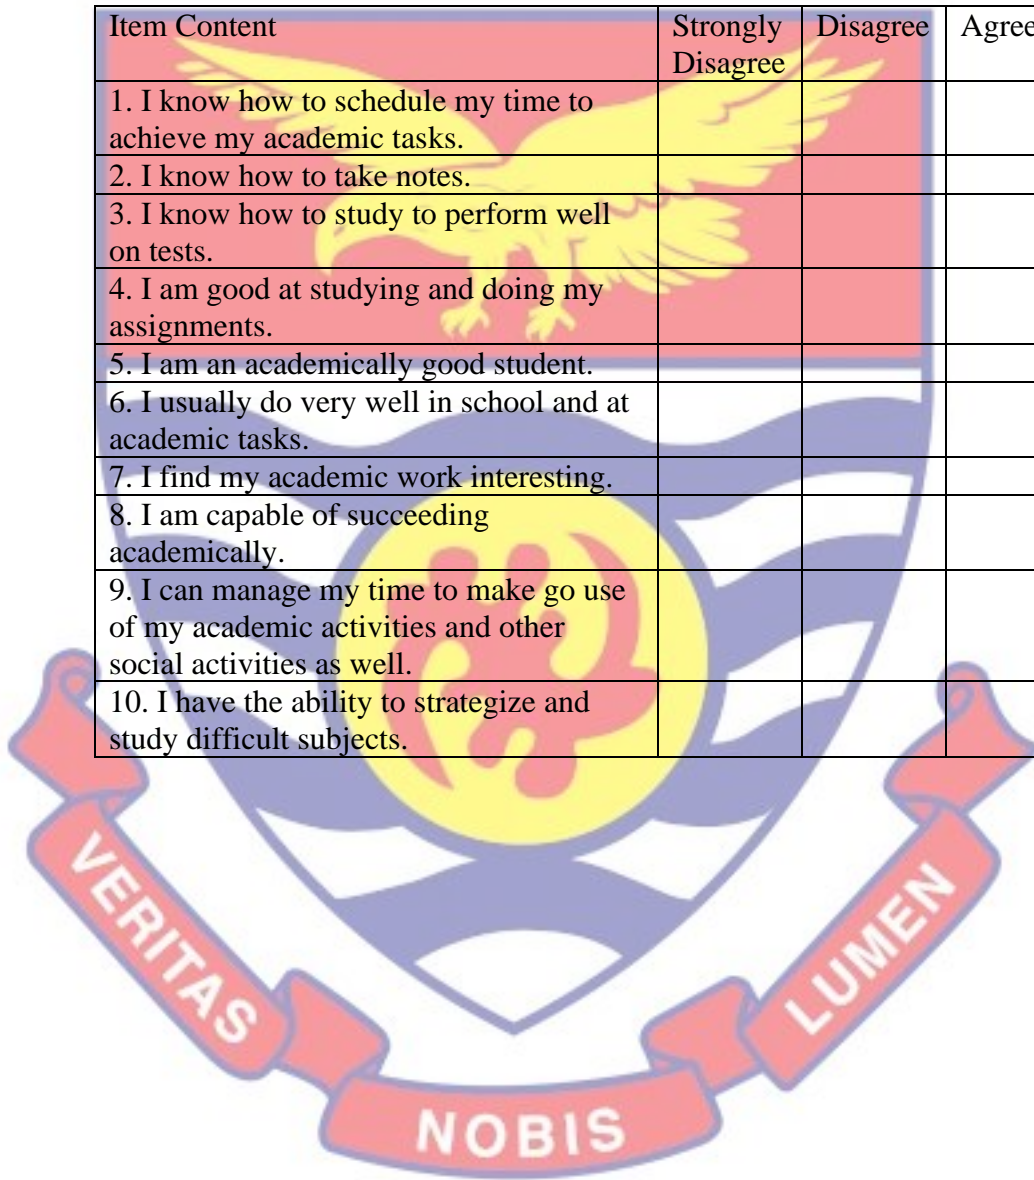 Item Content Strongly Disagree Agree
Disagree
1. I know how to schedule my time to
achieve my academic tasks.
2. I know how to take notes.
3. I know how to study to perform well
on tests.
4. I am good at studying and doing my
assignments.
5. I am an academically good student.
6. I usually do very well in school and at
academic tasks.
7. I find my academic work interesting.
8. I am capable of succeeding
academically.
9. I can manage my time to make go use
of my academic activities and other
social activities as well.
10. I have the ability to strategize and
study difficult subjects.
VERITAS
NOBIS
LUMEN